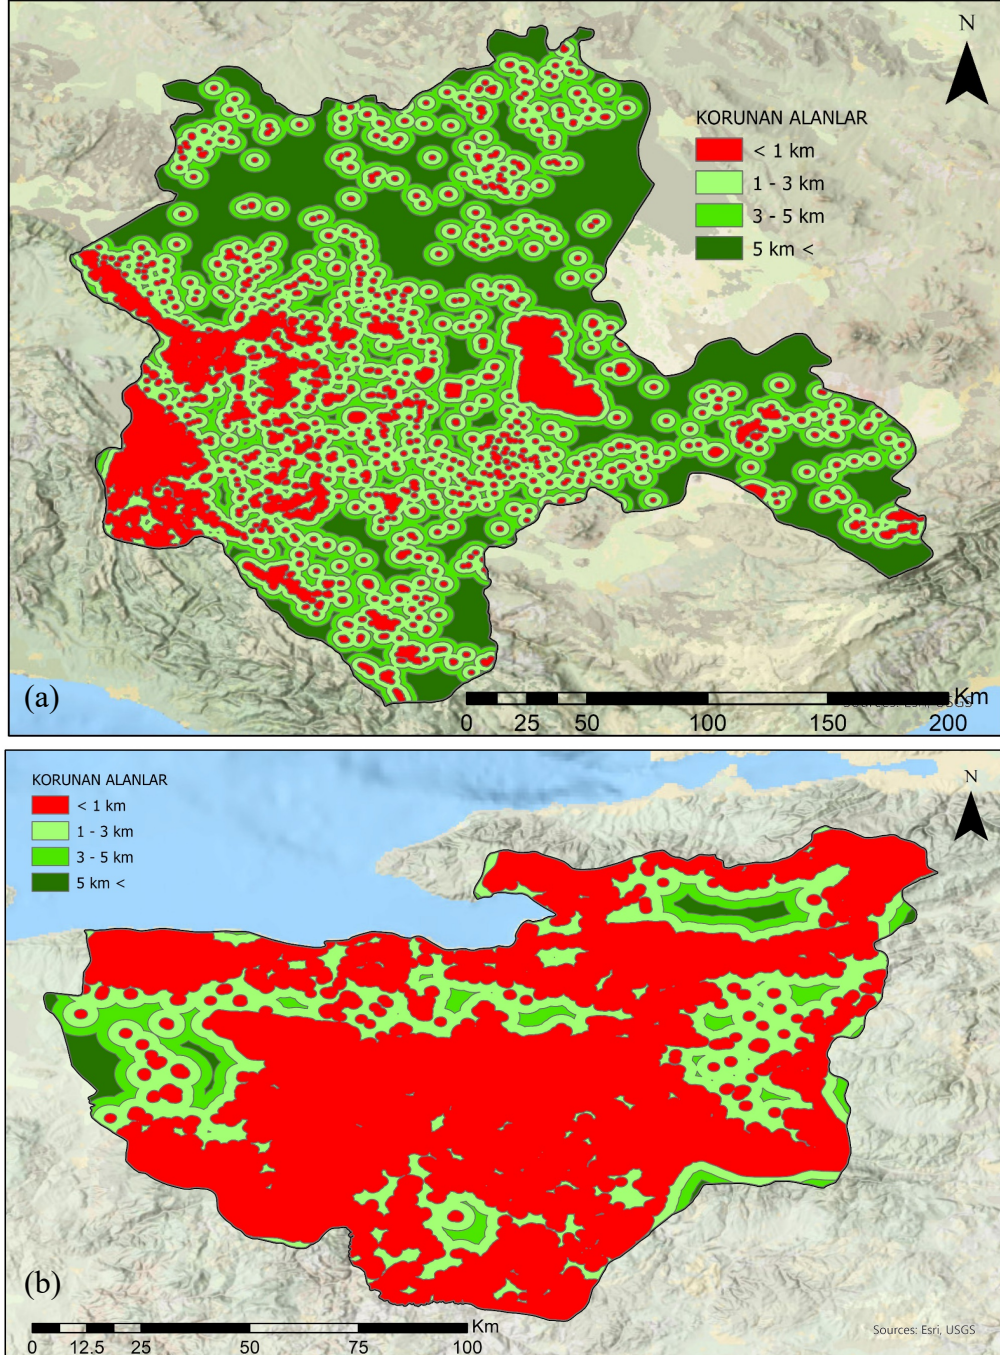 N
KORUNAN ALANLAR
< 1 km
1 - 3 km
3 - 5 km
5 km <
(a)
Km
Sources: Esri, USGS
0 25 50 100 150 200
KORUNAN ALANLAR
< 1 km
1 - 3 km
3 - 5 km
5 km <
N
(b)
Km
0 12.5 25 50 75 100
Sources: Esri, USGS